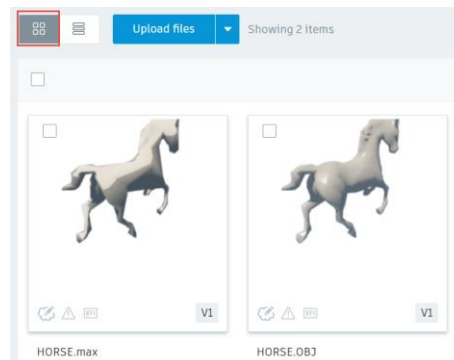 Upload files
Showing 2 items
V1
V1
HORSE.max
HORSE.OBJ